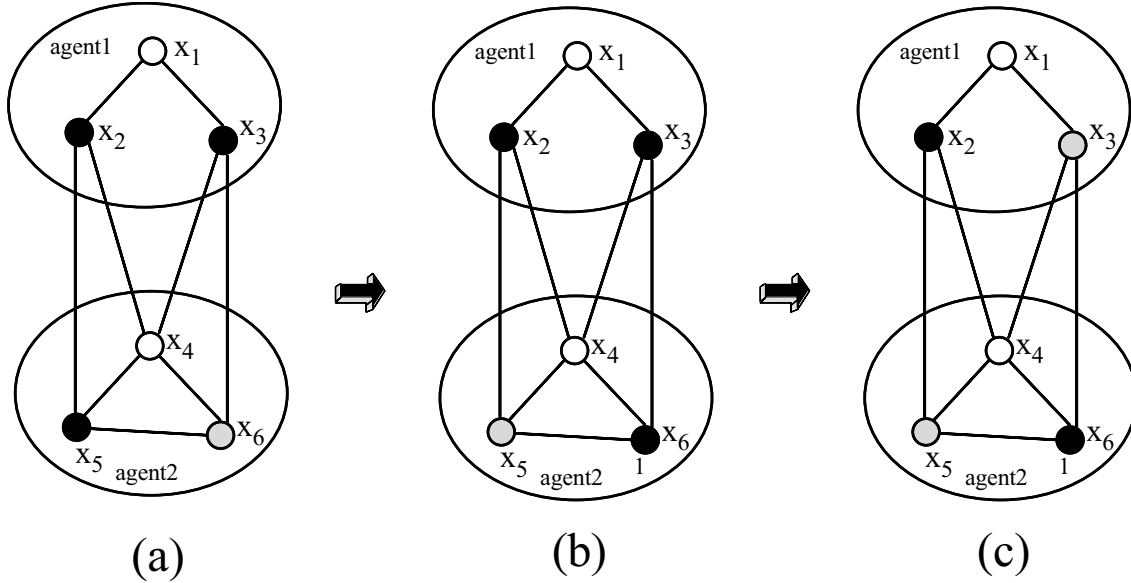 agent1
x1
x2
x3
x4
x5
x6
agent2
(a)
agent1
x1
x2
x3
x4
x5
x6
1
agent2
(b)
agent1
x1
x2
x3
x4
x5
x6
1
agent2
(c)